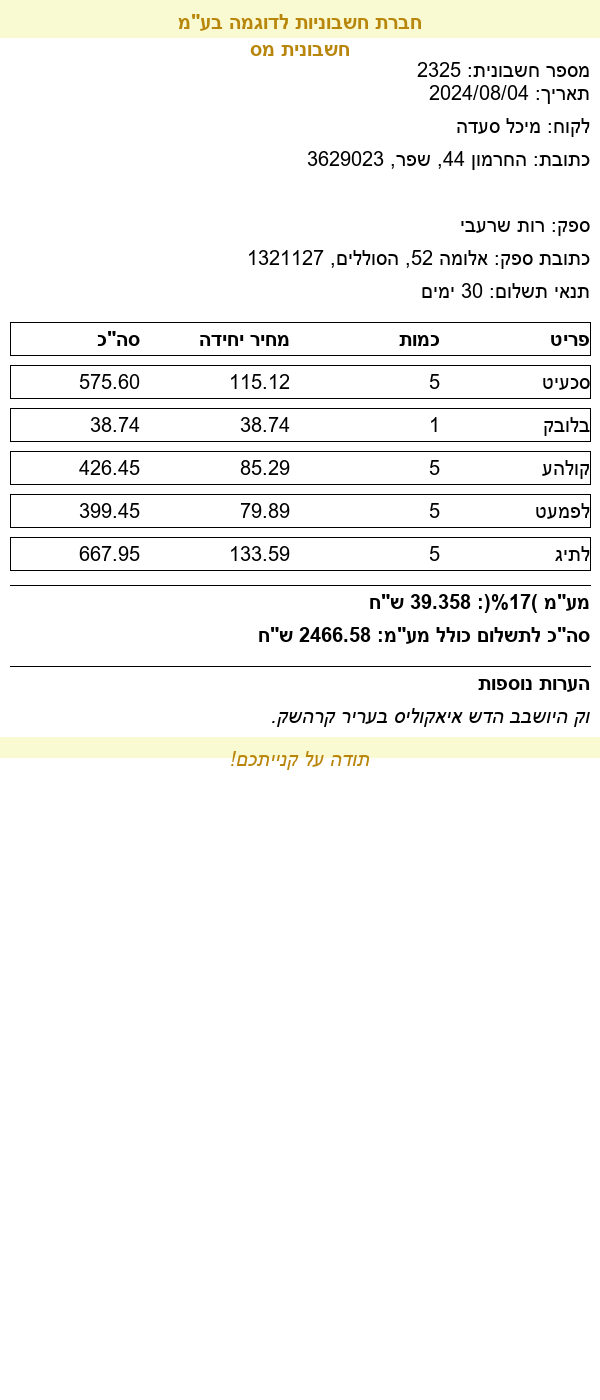 חברת חשבוניות לדוגמה בע"מ
חשבונית מס
מספר חשבונית: 2325
תאריך: 2024/08/04
לקוח: מיכל סעדה
כתובת: החרמון 44, שפר, 3629023
ספק: רות שרעבי
כתובת ספק: אלומה 52, הסוללים, 1321127
תנאי תשלום: 30 ימים
פריט כמות מחיר יחידה סה"כ
סכעיט 5 115.12 575.60
בלובק 1 38.74 38.74
קולהע 5 85.29 426.45
לפמעט 5 79.89 399.45
לתיג 5 133.59 667.95
מע"מ )17%(: 39.358 ש"ח
סה"כ לתשלום כולל מע"מ: 2466.58 ש"ח
הערות נוספות
וק היושבב הדש איאקוליס בעריר קרהשק.
תודה על קנייתכם!